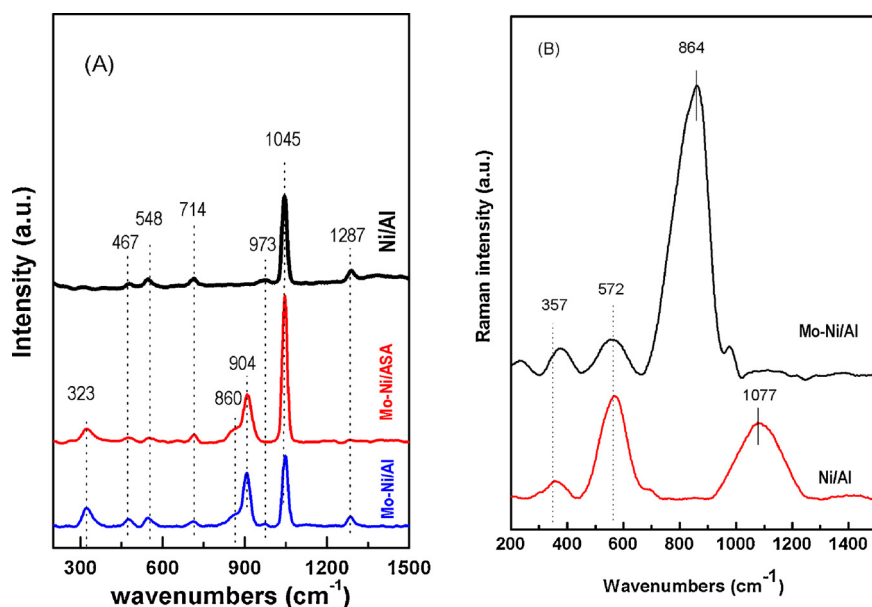 (A)
1045
467
548
714
973
1287
Ni/Al
904
323
860
Mo-Ni/ASA
Mo-Ni/Al
Intensity (a.u.)
300 600 900 1200 1500
wavenumbers (cm-1)
(B)
864
357
572
Mo-Ni/Al
1077
Ni/Al
Raman intensity (a.u.)
200 400 600 800 1000 1200 1400
Wavenumbers (cm-1)